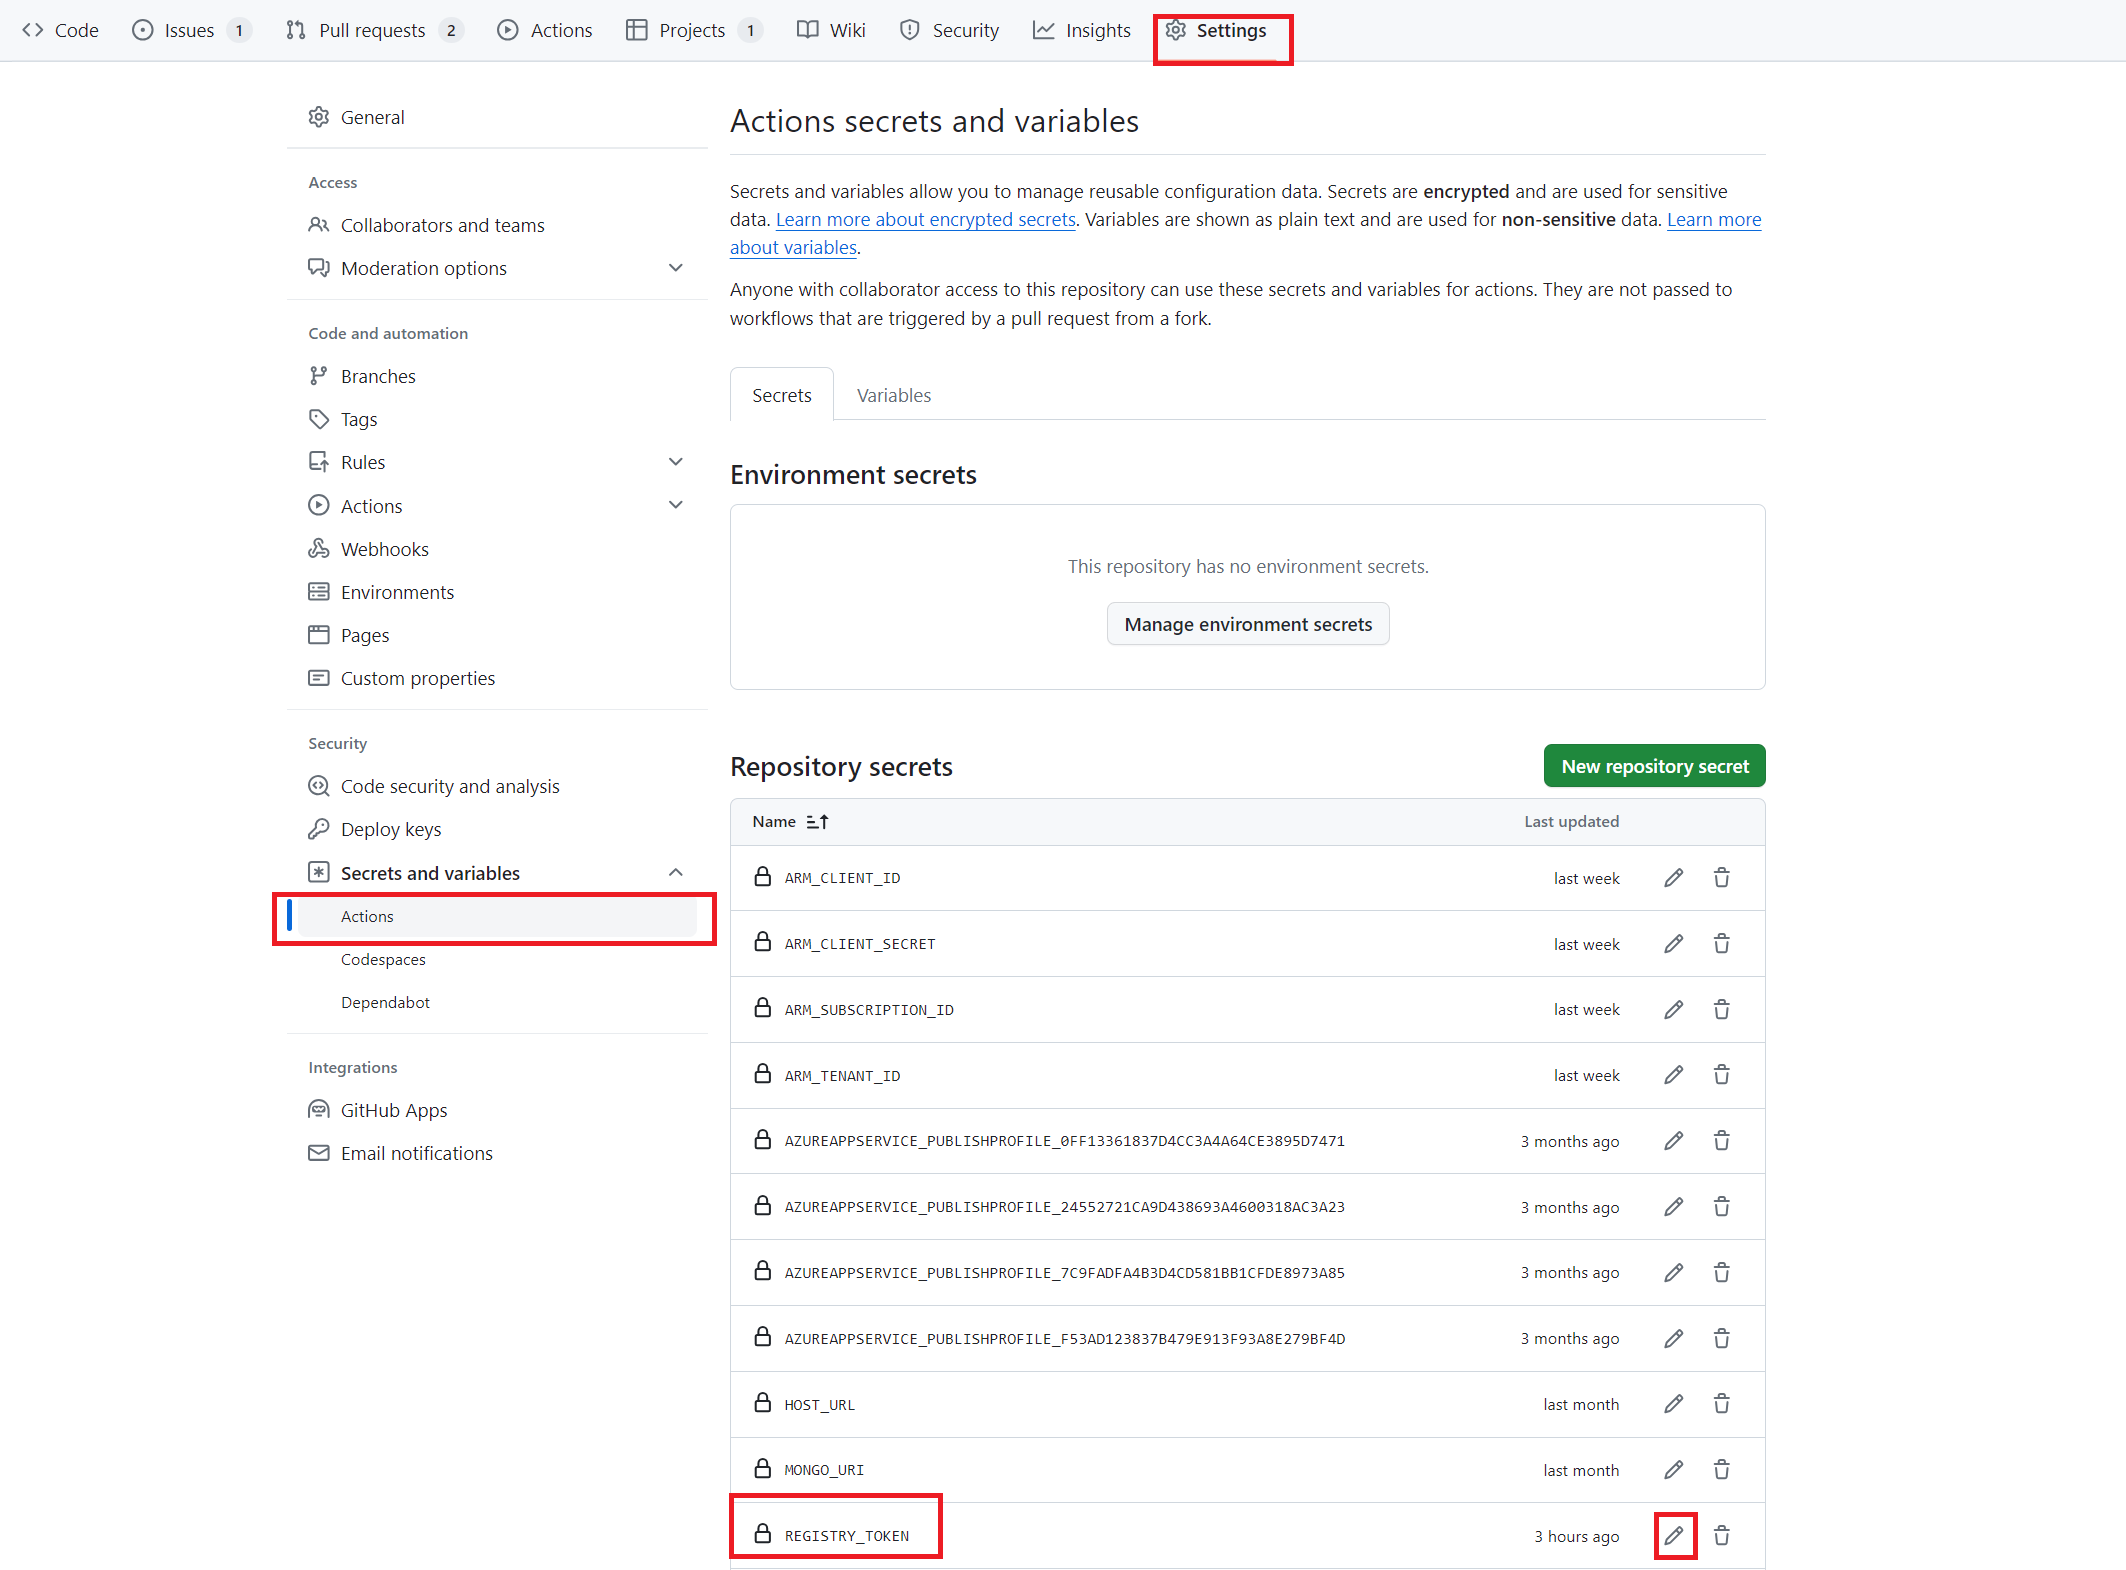 Code Issues 1 Pull requests 2 Actions Projects 1 Wiki Security Insights Settings
General
Access
Collaborators and teams
Moderation options
Code and automation
Branches
Tags
Rules
Actions
Webhooks
Environments
Pages
Custom properties
Security
Code security and analysis
Deploy keys
Secrets and variables
Actions
Codespaces
Dependabot
Integrations
GitHub Apps
Email notifications
Actions secrets and variables
Secrets and variables allow you to manage reusable configuration data. Secrets are encrypted and are used for sensitive
data. Learn more about encrypted secrets. Variables are shown as plain text and are used for non-sensitive data. Learn more
about variables.
Anyone with collaborator access to this repository can use these secrets and variables for actions. They are not passed to
workflows that are triggered by a pull request from a fork.
Secrets Variables
Environment secrets
This repository has no environment secrets.
Manage environment secrets
Repository secrets New repository secret
Name Last updated
ARM_CLIENT_ID last week
ARM_CLIENT_SECRET last week
ARM_SUBSCRIPTION_ID last week
ARM_TENANT_ID last week
AZUREAPPSERVICE_PUBLISHPROFILE_0FF13361837D4CC3A4A64CE3895D7471 3 months ago
AZUREAPPSERVICE_PUBLISHPROFILE_24552721CA9D438693A4600318AC3A23 3 months ago
AZUREAPPSERVICE_PUBLISHPROFILE_7C9FADFA4B3D4CD581BB1CFDE8973A85 3 months ago
AZUREAPPSERVICE_PUBLISHPROFILE_F53AD123837B479E913F93A8E279BF4D 3 months ago
HOST_URL last month
MONGO_URI last month
REGISTRY_TOKEN 3 hours ago